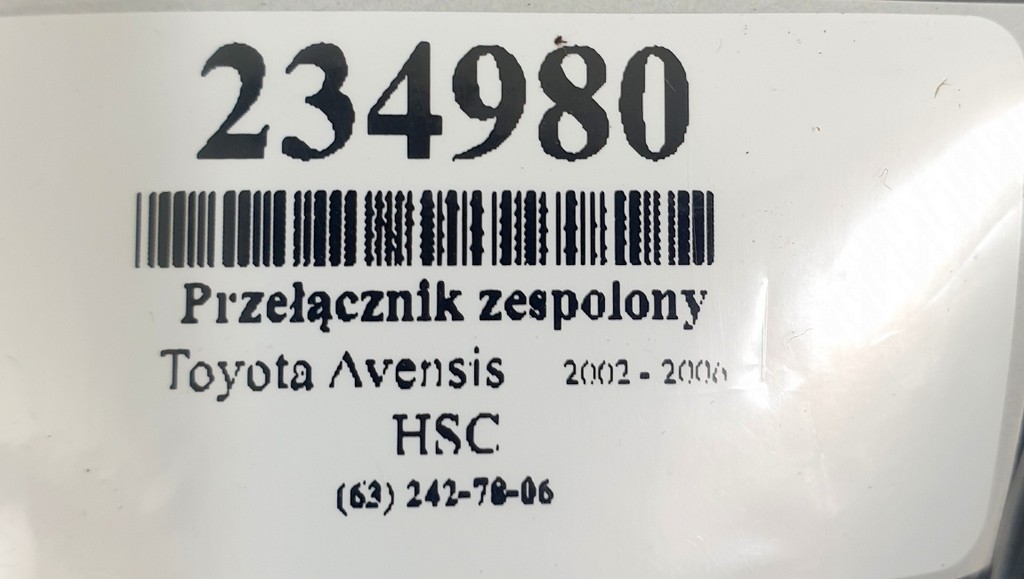 234980
Przełącznik zespolony
Toyota Avensis 2002 - 2006
HSC
(63) 242-78-06